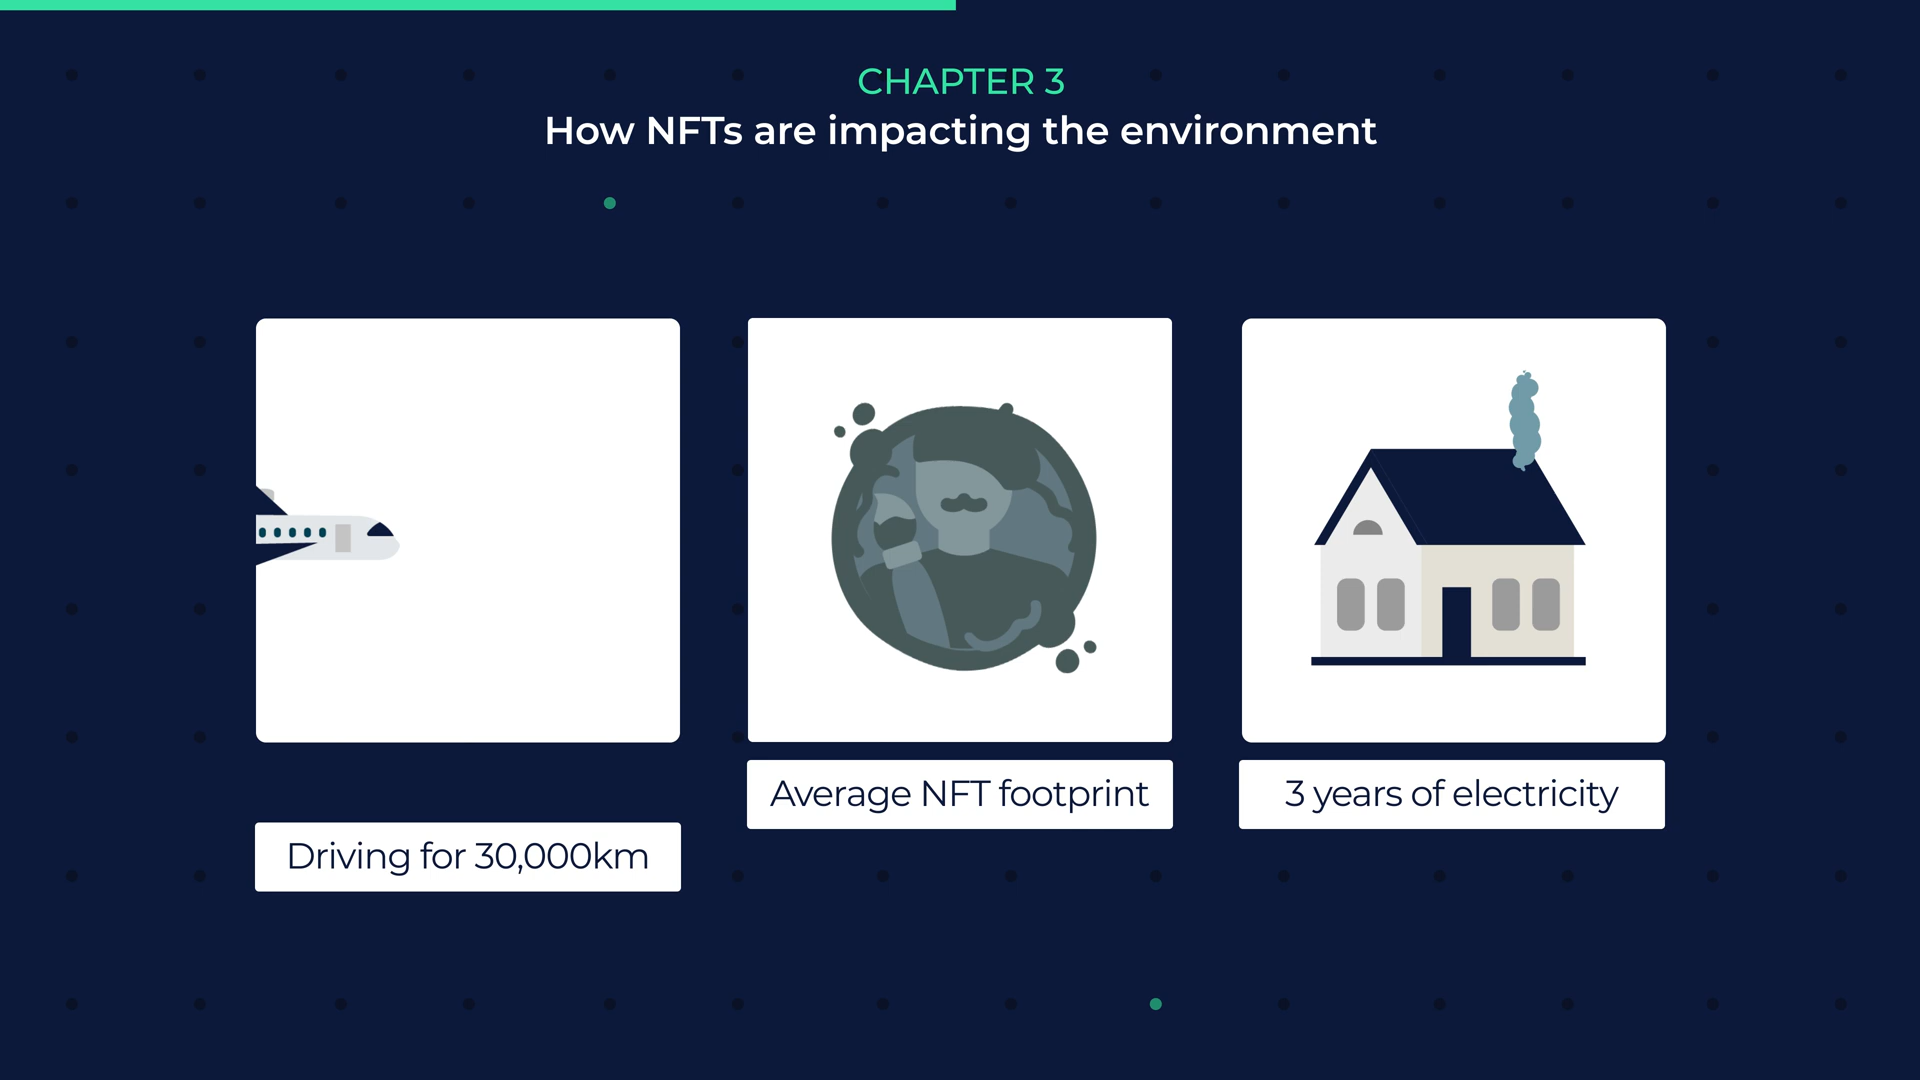 CHAPTER 3
How NFTs are impacting the environment
Driving for 30,000km
Average NFT footprint
3 years of electricity